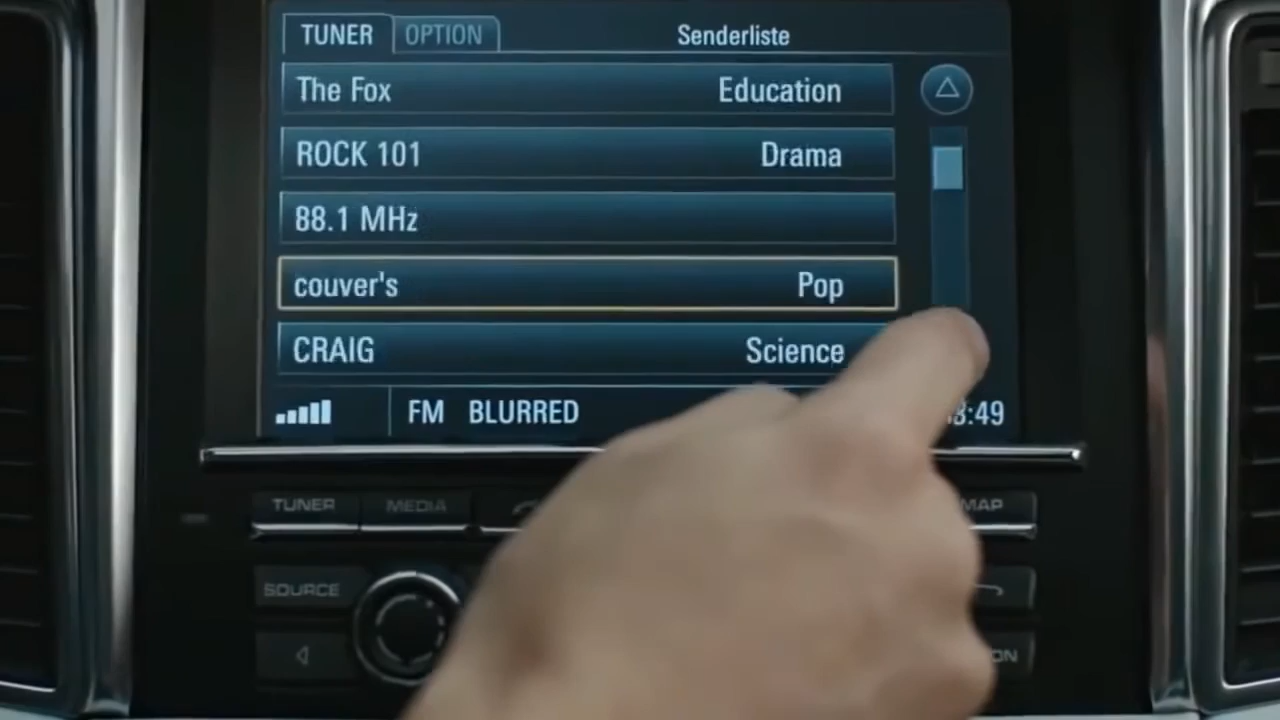 TUNER OPTION Senderliste
The Fox Education
ROCK 101 Drama
88.1 MHz
couver's Pop
CRAIG Science
FM BLURRED 3:49
TUNER MEDIA MAP
SOURCE
ON